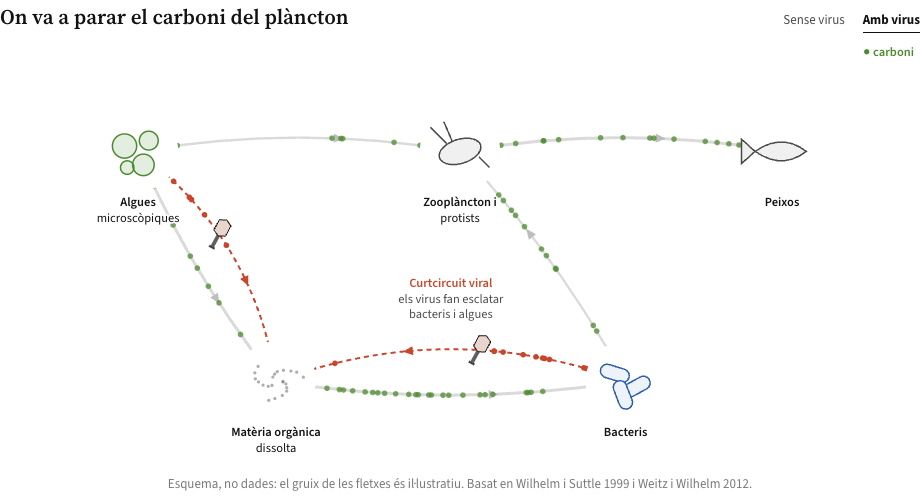 On va a parar el carboni del plàncton
Sense virus
Amb virus
carboni
Algues
microscòpiques
Zooplàncton i
protists
Peixos
Curtcircuit viral
els virus fan esclatar
bacteris i algues
Matèria orgànica
dissolta
Bacteris
Esquema, no dades: el gruix de les fletxes és il·lustratiu. Basat en Wilhelm i Suttle 1999 i Weitz i Wilhelm 2012.